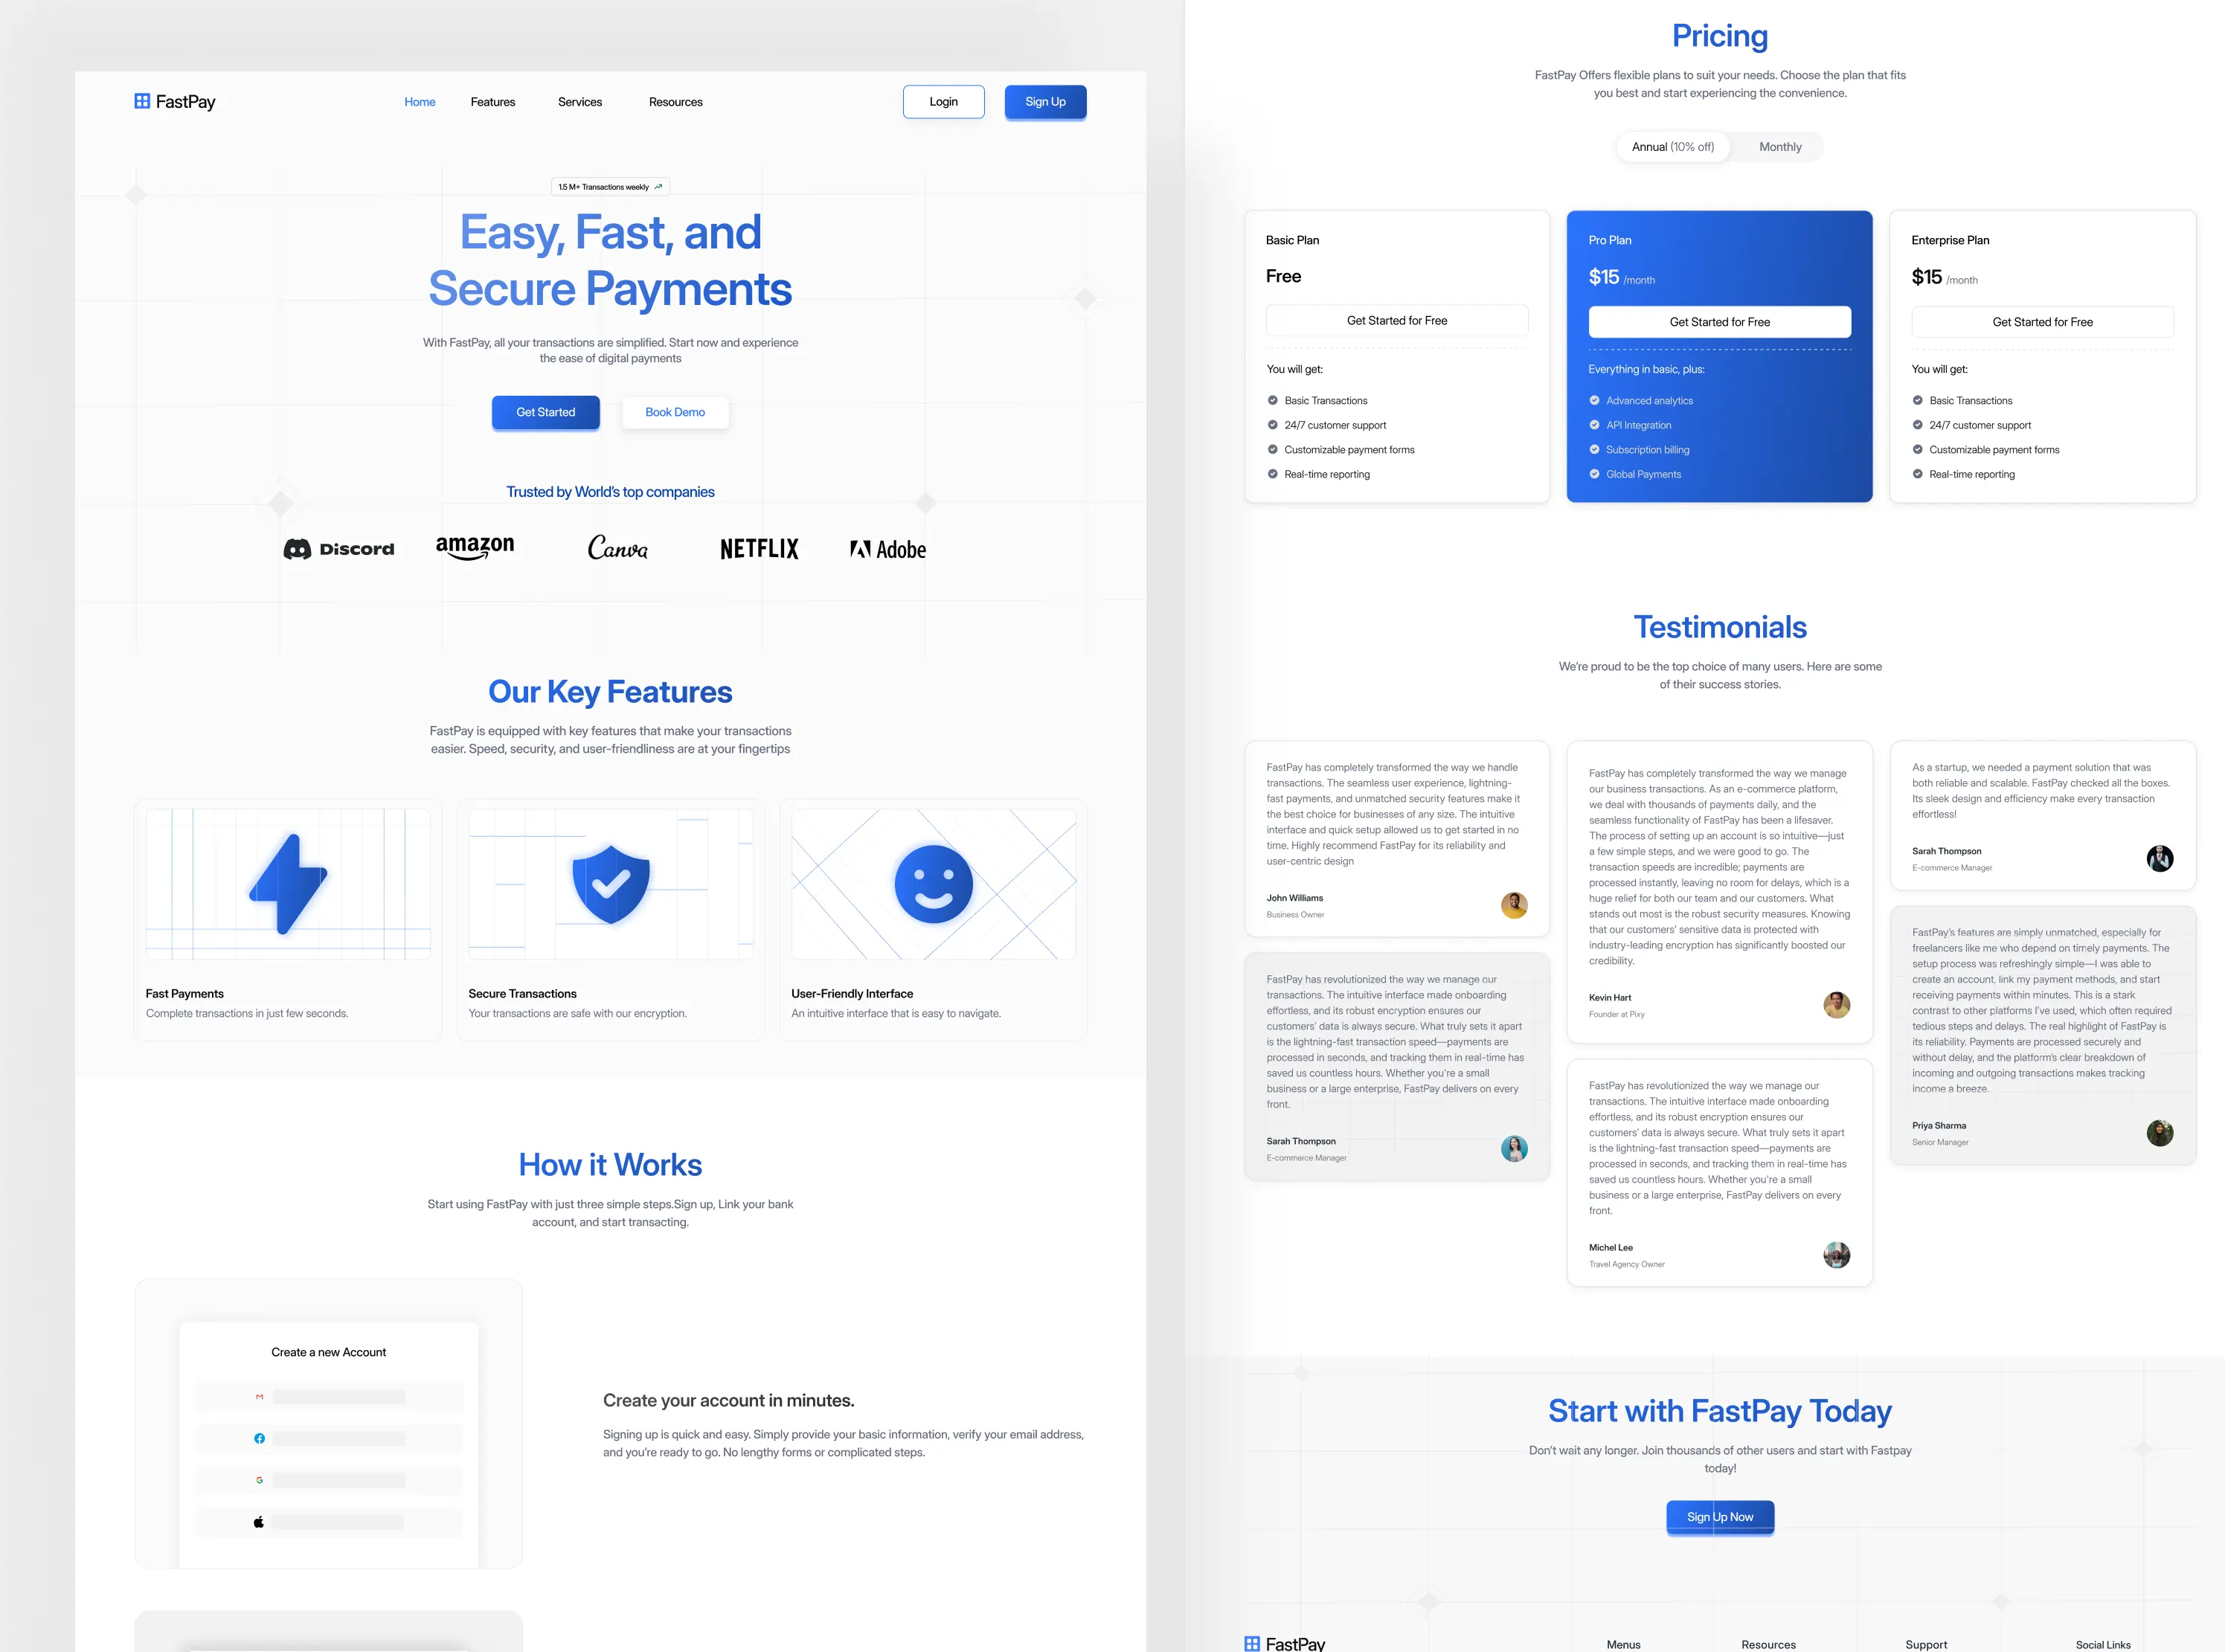 FastPay
Home
Features
Services
Resources
Login
Sign Up
1.5 M+ Transactions weekly
Easy, Fast, and
Secure Payments
With FastPay, all your transactions are simplified. Start now and experience
the ease of digital payments
Get Started
Book Demo
Trusted by World's top companies
Discord
amazon
Canva
NETFLIX
Adobe
Our Key Features
FastPay is equipped with key features that make your transactions
easier. Speed, security, and user-friendliness are at your fingertips
Fast Payments
Complete transactions in just few seconds.
Secure Transactions
Your transactions are safe with our encryption.
User-Friendly Interface
An intuitive interface that is easy to navigate.
How it Works
Start using FastPay with just three simple steps.Sign up, Link your bank
account, and start transacting.
Create a new Account
Create your account in minutes.
Signing up is quick and easy. Simply provide your basic information, verify your email address,
and you're ready to go. No lengthy forms or complicated steps.
Pricing
FastPay Offers flexible plans to suit your needs. Choose the plan that fits
you best and start experiencing the convenience.
Annual (10% off)
Monthly
Basic Plan
Free
Get Started for Free
You will get:
Basic Transactions
24/7 customer support
Customizable payment forms
Real-time reporting
Pro Plan
$15 /month
Get Started for Free
Everything in basic, plus:
Advanced analytics
API Integration
Subscription billing
Global Payments
Enterprise Plan
$15 /month
Get Started for Free
You will get:
Basic Transactions
24/7 customer support
Customizable payment forms
Real-time reporting
Testimonials
We're proud to be the top choice of many users. Here are some
of their success stories.
FastPay has completely transformed the way we handle
transactions. The seamless user experience, lightning-
fast payments, and unmatched security features make it
the best choice for businesses of any size. The intuitive
interface and quick setup allowed us to get started in no
time. Highly recommend FastPay for its reliability and
user-centric design
John Williams
Business Owner
FastPay has revolutionized the way we manage our
transactions. The intuitive interface made onboarding
effortless, and its robust encryption ensures our
customers' data is always secure. What truly sets it apart
is the lightning-fast transaction speed—payments are
processed in seconds, and tracking them in real-time has
saved us countless hours. Whether you're a small
business or a large enterprise, FastPay delivers on every
front.
Sarah Thompson
E-commerce Manager
FastPay has completely transformed the way we manage
our business transactions. As an e-commerce platform,
we deal with thousands of payments daily, and the
seamless functionality of FastPay has been a lifesaver.
The process of setting up an account is so intuitive—just
a few simple steps, and we were good to go. The
transaction speeds are incredible; payments are
processed instantly, leaving no room for delays, which is a
huge relief for both our team and our customers. What
stands out most is the robust security measures. Knowing
that our customers' sensitive data is protected with
industry-leading encryption has significantly boosted our
credibility.
Kevin Hart
Founder at Pixy
FastPay has revolutionized the way we manage our
transactions. The intuitive interface made onboarding
effortless, and its robust encryption ensures our
customers' data is always secure. What truly sets it apart
is the lightning-fast transaction speed—payments are
processed in seconds, and tracking them in real-time has
saved us countless hours. Whether you're a small
business or a large enterprise, FastPay delivers on every
front.
Michel Lee
Travel Agency Owner
As a startup, we needed a payment solution that was
both reliable and scalable. FastPay checked all the boxes.
Its sleek design and efficiency make every transaction
effortless!
Sarah Thompson
E-commerce Manager
FastPay's features are simply unmatched, especially for
freelancers like me who depend on timely payments. The
setup process was refreshingly simple—I was able to
create an account, link my payment methods, and start
receiving payments within minutes. This is a stark
contrast to other platforms I've used, which often required
tedious steps and delays. The real highlight of FastPay is
its reliability. Payments are processed securely and
without delay, and the platform's clear breakdown of
incoming and outgoing transactions makes tracking
income a breeze.
Priya Sharma
Senior Manager
Start with FastPay Today
Don't wait any longer. Join thousands of other users and start with Fastpay
today!
Sign Up Now
FastPay
Menus
Resources
Support
Social Links